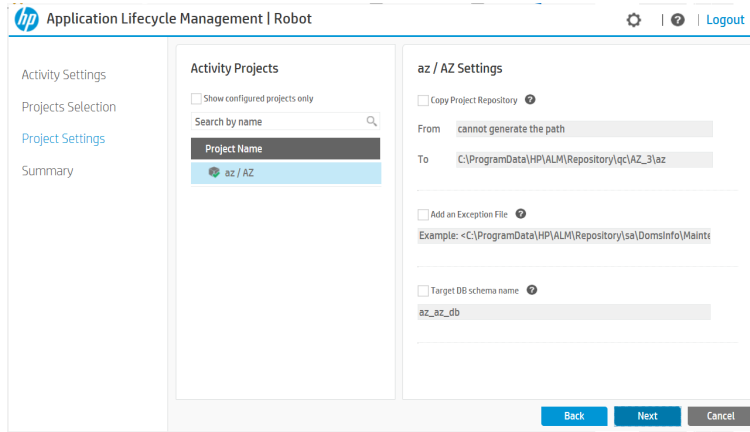 hp Application Lifecycle Management | Robot
| ? | Logout
Activity Settings
Projects Selection
Project Settings
Summary
Activity Projects
Show configured projects only
Search by name
Project Name
az / AZ
az / AZ Settings
Copy Project Repository ?
From cannot generate the path
To C:\ProgramData\HP\ALM\Repository\qc\AZ_3\az
Add an Exception File ?
Example: <C:\ProgramData\HP\ALM\Repository\sa\DomsInfo\Mainte
Target DB schema name ?
az_az_db
Back Next Cancel